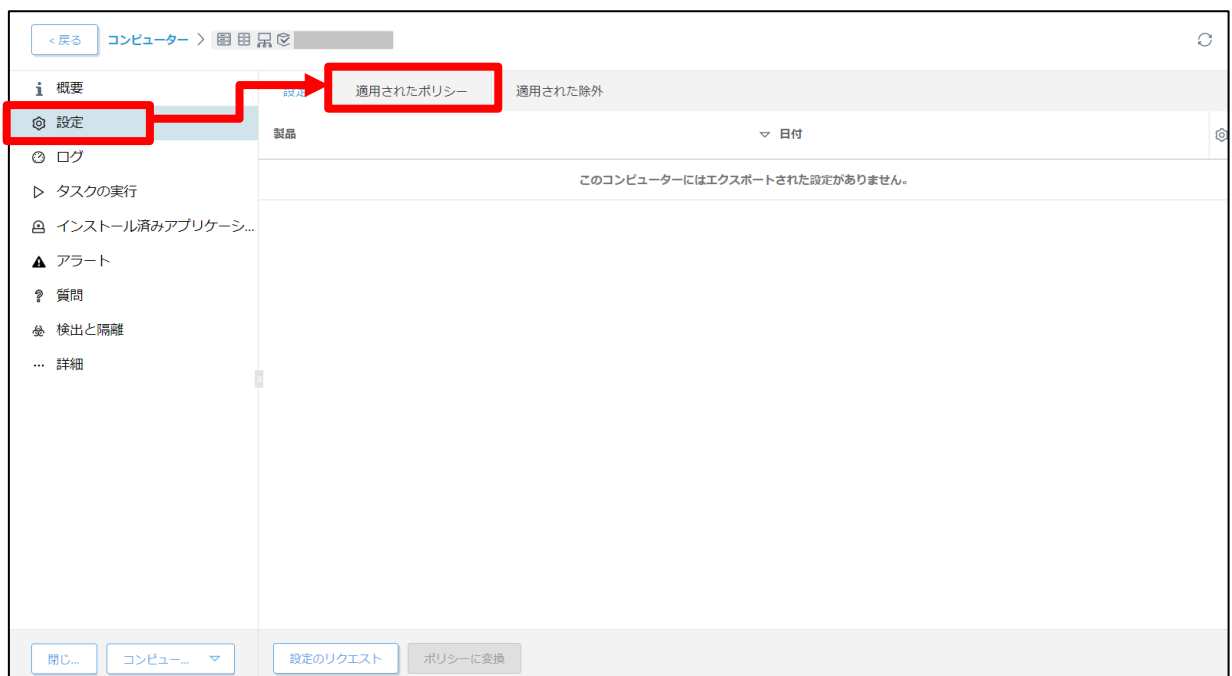 <戻る コンピューター >
概要
設定
ログ
タスクの実行
インストール済みアプリケーシ...
アラート
質問
検出と隔離
... 詳細
設定 適用されたポリシー 適用された除外
製品 日付
このコンピューターにはエクスポートされた設定がありません。
閉じ... コンピュー... 設定のリクエスト ポリシーに変換